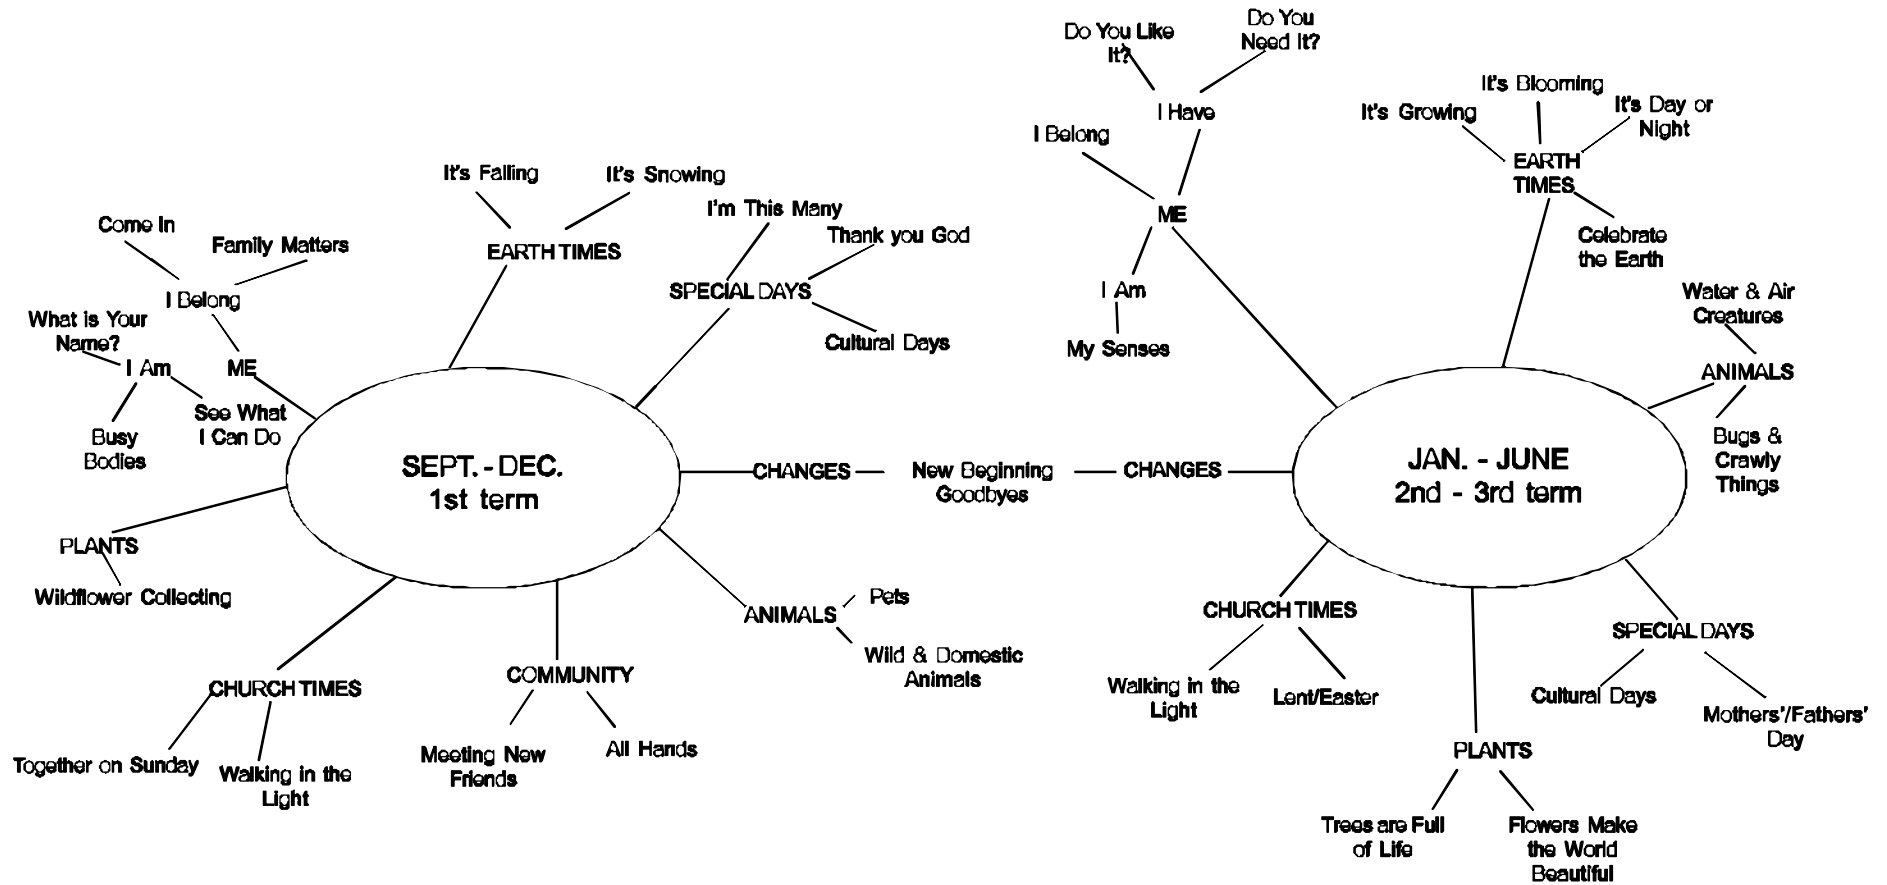 Do You Like
It?
Do You
Need It?
I Have
I Belong
ME
I Am
My Senses
It's Blooming
It's Growing
It's Day or
Night
EARTH
TIMES
Celebrate
the Earth
Water & Air
Creatures
ANIMALS
Bugs &
Crawly
Things
It's Falling
It's Snowing
EARTH TIMES
I'm This Many
Thank you God
SPECIAL DAYS
Cultural Days
Come In
Family Matters
I Belong
What is Your
Name?
I Am
ME
See What
I Can Do
Busy
Bodies
SEPT. - DEC.
1st term
CHANGES
New Beginning
Goodbyes
CHANGES
JAN. - JUNE
2nd - 3rd term
PLANTS
Wildflower Collecting
CHURCH TIMES
Together on Sunday
Walking in the
Light
COMMUNITY
Meeting New
Friends
All Hands
ANIMALS
Pets
Wild & Domestic
Animals
CHURCH TIMES
Walking in the
Light
Lent/Easter
SPECIAL DAYS
Cultural Days
Mothers'/Fathers'
Day
PLANTS
Trees are Full
of Life
Flowers Make
the World
Beautiful